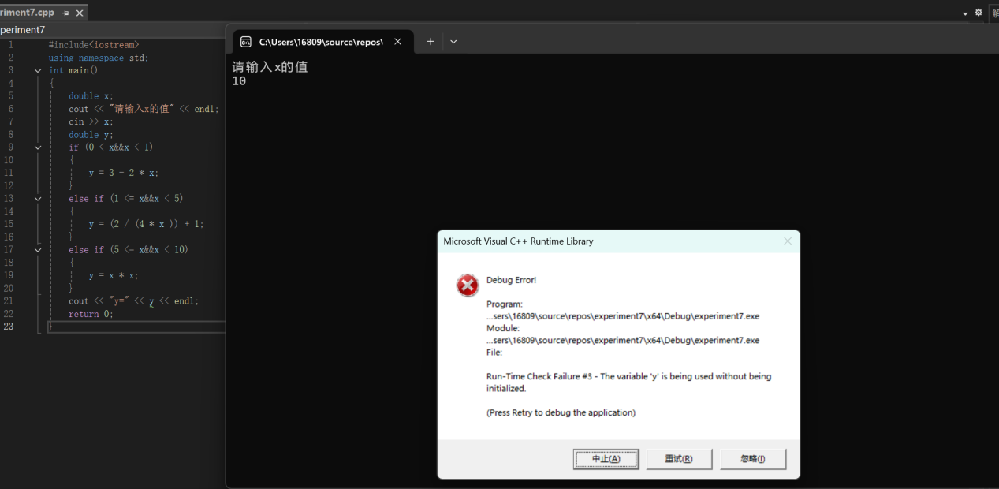 riment7.cpp
解
periment7
C:\Users\16809\source\repos\
1 #include<iostream>
2 using namespace std;
3 int main()
4 {
5 double x;
6 cout << "请输入x的值" << endl;
7 cin >> x;
8 double y;
9 if (0 < x&&x < 1)
10 {
11 y = 3 - 2 * x;
12 }
13 else if (1 <= x&&x < 5)
14 {
15 y = (2 / (4 * x )) + 1;
16 }
17 else if (5 <= x&&x < 10)
18 {
19 y = x * x;
20 }
21 cout << "y=" << y << endl;
22 return 0;
23 }
请输入x的值
10
Microsoft Visual C++ Runtime Library
Debug Error!
Program:
...sers\16809\source\repos\experiment7\x64\Debug\experiment7.exe
Module:
...sers\16809\source\repos\experiment7\x64\Debug\experiment7.exe
File:
Run-Time Check Failure #3 - The variable 'y' is being used without being
initialized.
(Press Retry to debug the application)
中止(A) 重试(R) 忽略(I)